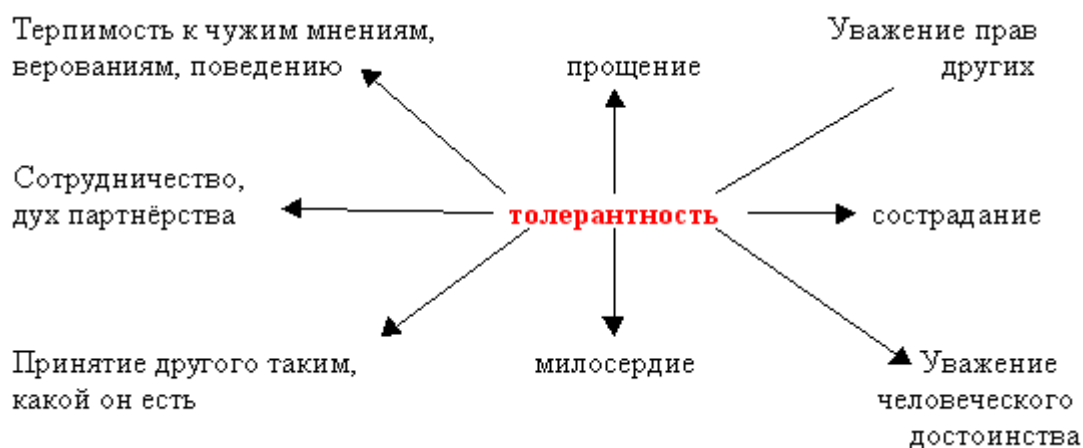 Терпимость к чужим мнениям,
верованиям, поведению
прощение
Уважение прав
других
Сотрудничество,
дух партнёрства
толерантность
сострадание
Принятие другого таким,
какой он есть
милосердие
Уважение
человеческого
достоинства